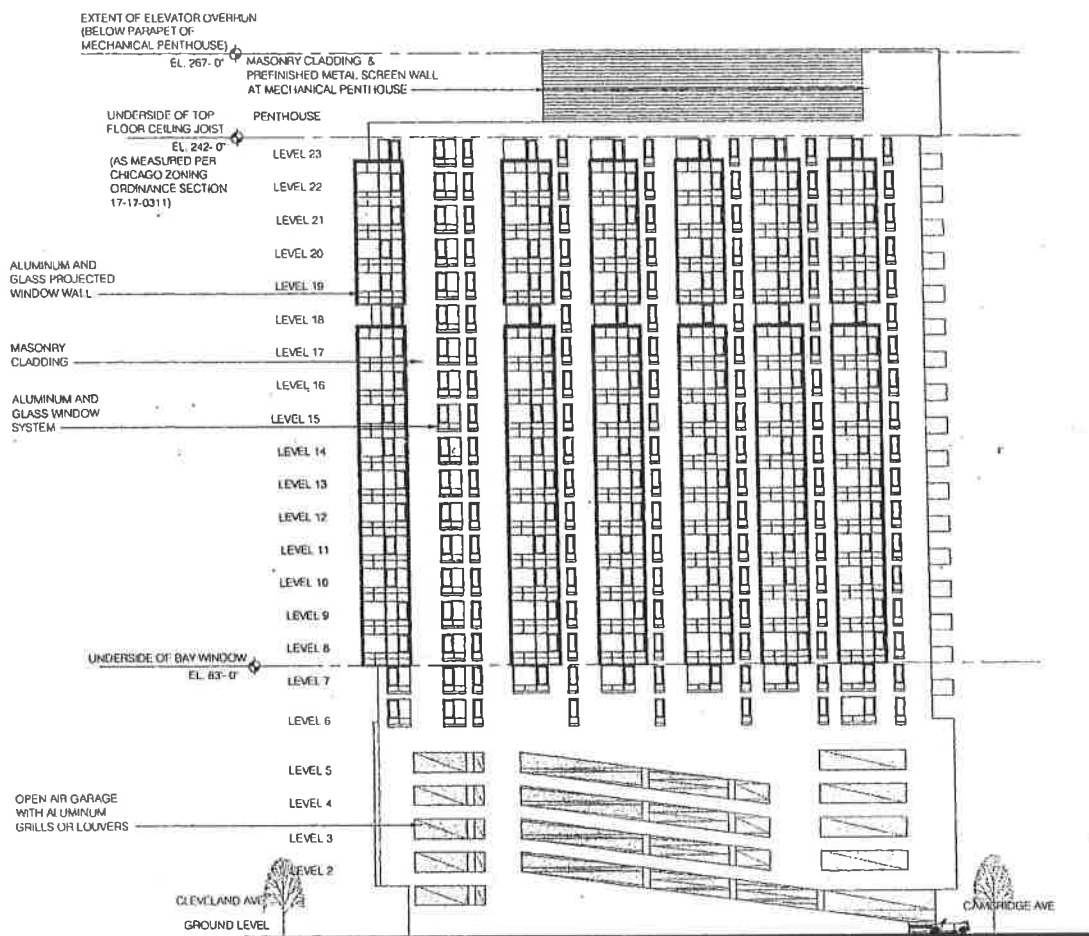 EXTENT OF ELEVATOR OVERRUN
(BELOW PARAPET OF
MECHANICAL PENTHOUSE)
EL. 267- 0"
MASONRY CLADDING &
PREFINISHED METAL SCREEN WALL
AT MECHANICAL PENTHOUSE
UNDERSIDE OF TOP
FLOOR CEILING JOIST
EL. 242- 0"
(AS MEASURED PER
CHICAGO ZONING
ORDINANCE SECTION
17-17-0311)
PENTHOUSE
LEVEL 23
LEVEL 22
LEVEL 21
LEVEL 20
ALUMINUM AND
GLASS PROJECTED
WINDOW WALL
LEVEL 19
LEVEL 18
MASONRY
CLADDING
LEVEL 17
LEVEL 16
ALUMINUM AND
GLASS WINDOW
SYSTEM
LEVEL 15
LEVEL 14
LEVEL 13
LEVEL 12
LEVEL 11
LEVEL 10
LEVEL 9
LEVEL 8
UNDERSIDE OF BAY WINDOW
EL. 83- 0"
LEVEL 7
LEVEL 6
LEVEL 5
OPEN AIR GARAGE
WITH ALUMINUM
GRILLS OR LOUVERS
LEVEL 4
LEVEL 3
LEVEL 2
CLEVELAND AVE
CAMBRIDGE AVE
GROUND LEVEL